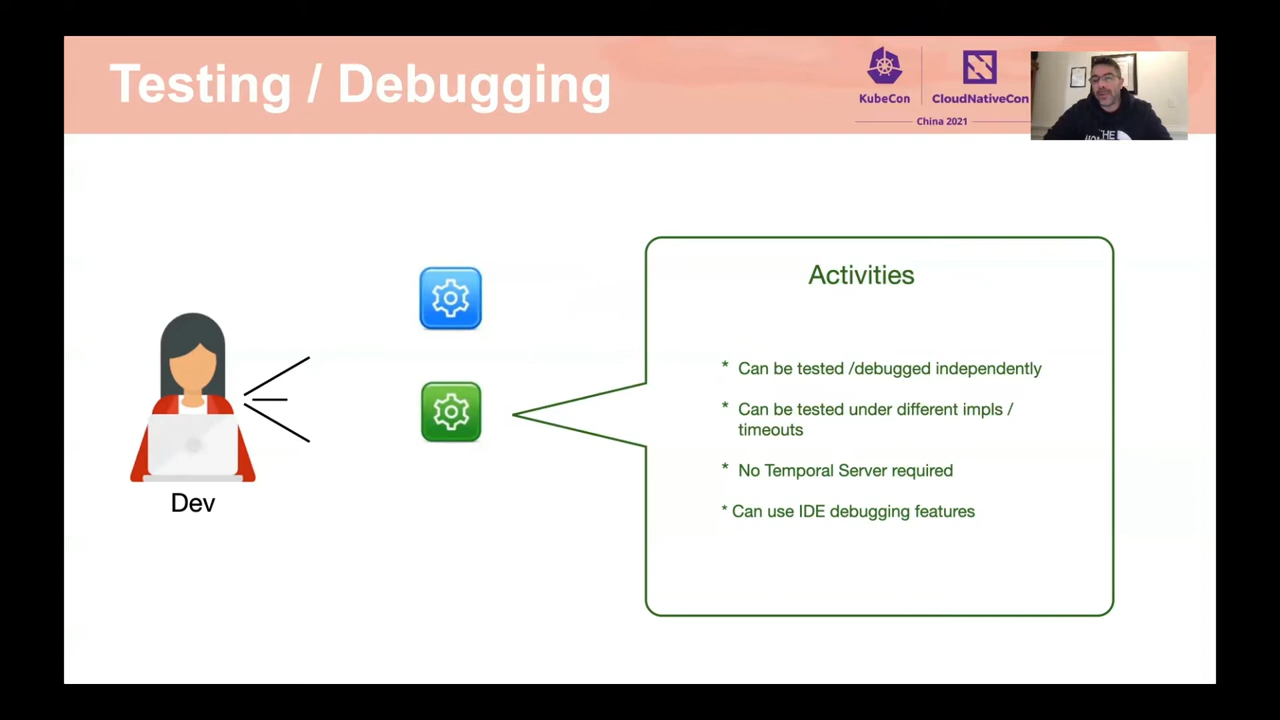 Testing / Debugging
KubeCon
CloudNativeCon
China 2021
THE
Activities
* Can be tested /debugged independently
* Can be tested under different impls /
timeouts
* No Temporal Server required
* Can use IDE debugging features
Dev